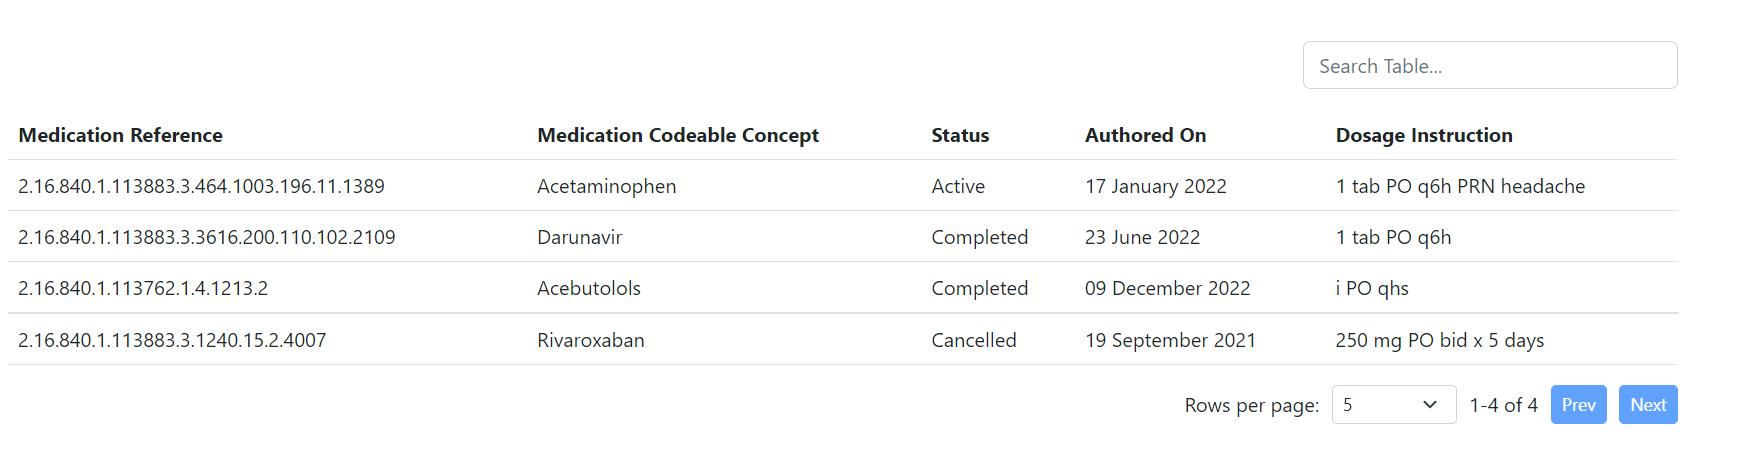 Search Table...
Medication Reference Medication Codeable Concept Status Authored On Dosage Instruction
2.16.840.1.113883.3.464.1003.196.11.1389 Acetaminophen Active 17 January 2022 1 tab PO q6h PRN headache
2.16.840.1.113883.3.3616.200.110.102.2109 Darunavir Completed 23 June 2022 1 tab PO q6h
2.16.840.1.113762.1.4.1213.2 Acebutolols Completed 09 December 2022 i PO qhs
2.16.840.1.113883.3.1240.15.2.4007 Rivaroxaban Cancelled 19 September 2021 250 mg PO bid x 5 days
Rows per page: 5 1-4 of 4 Prev Next